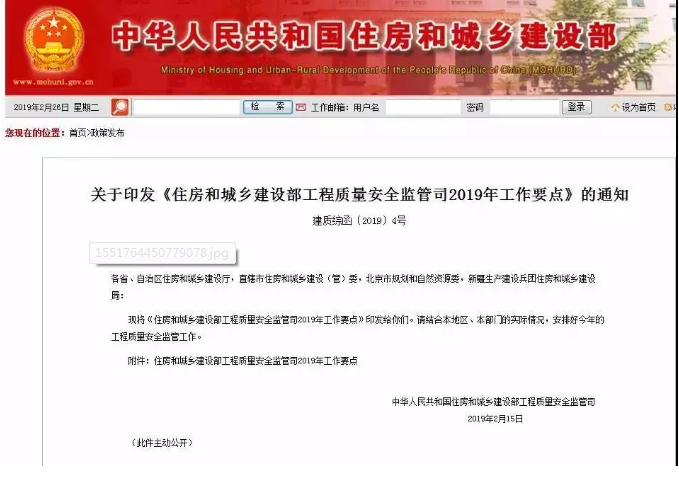 中华人民共和国住房和城乡建设部
Ministry of Housing and Urban-Rural Development of the People's Republic of China (MOHURD)
www.mohurd.gov.cn
2019年2月26日 星期二 检 索 工作邮箱：用户名 密码 登录 设为首页
您现在的位置：首页>政策发布
关于印发《住房和城乡建设部工程质量安全监管司2019年工作要点》的通知
建质综函〔2019〕4号
1551764450779078.jpg
各省、自治区住房和城乡建设厅，直辖市住房和城乡建设（管）委，北京市规划和自然资源委，新疆生产建设兵团住房和城乡建设
局：
现将《住房和城乡建设部工程质量安全监管司2019年工作要点》印发给你们。请结合本地区、本部门的实际情况，安排好今年的
工程质量安全监管工作。
附件：住房和城乡建设部工程质量安全监管司2019年工作要点
中华人民共和国住房和城乡建设部工程质量安全监管司
2019年2月15日
（此件主动公开）